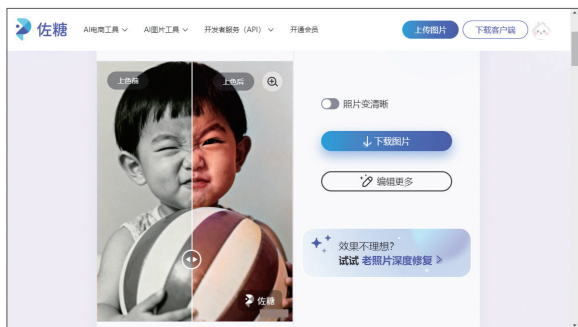 佐糖
AI电商工具
AI图片工具
开发者服务（API）
开通会员
上传图片
下载客户端
上色前
上色后
照片变清晰
下载图片
编辑更多
效果不理想?
试试 老照片深度修复 >
佐糖